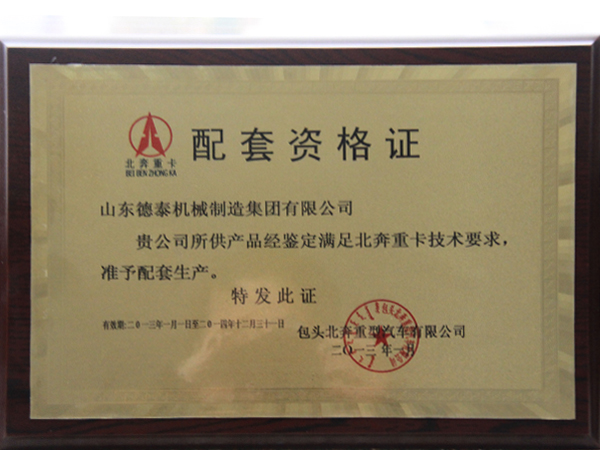 北奔重卡
BEI BEN ZHONG KA
配套资格证
山东德泰机械制造集团有限公司
贵公司所供产品经鉴定满足北奔重卡技术要求，
准予配套生产。
特发此证
有效期:二0一三年一月一日至二0一四年十二月三十一日
包头北奔重型汽车有限公司
二〇一三年一月